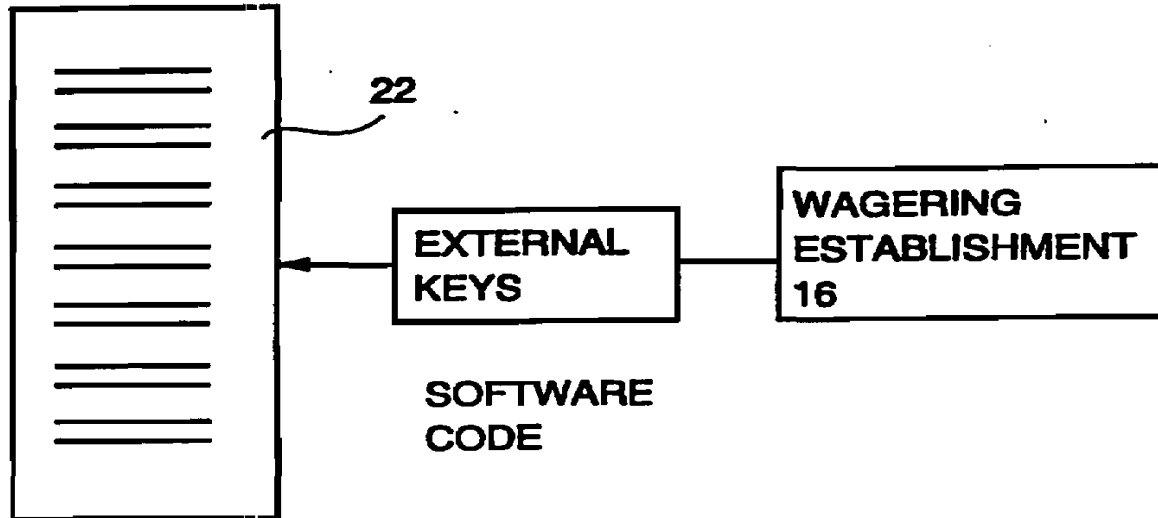 22
EXTERNAL
KEYS
WAGERING
ESTABLISHMENT
16
SOFTWARE
CODE